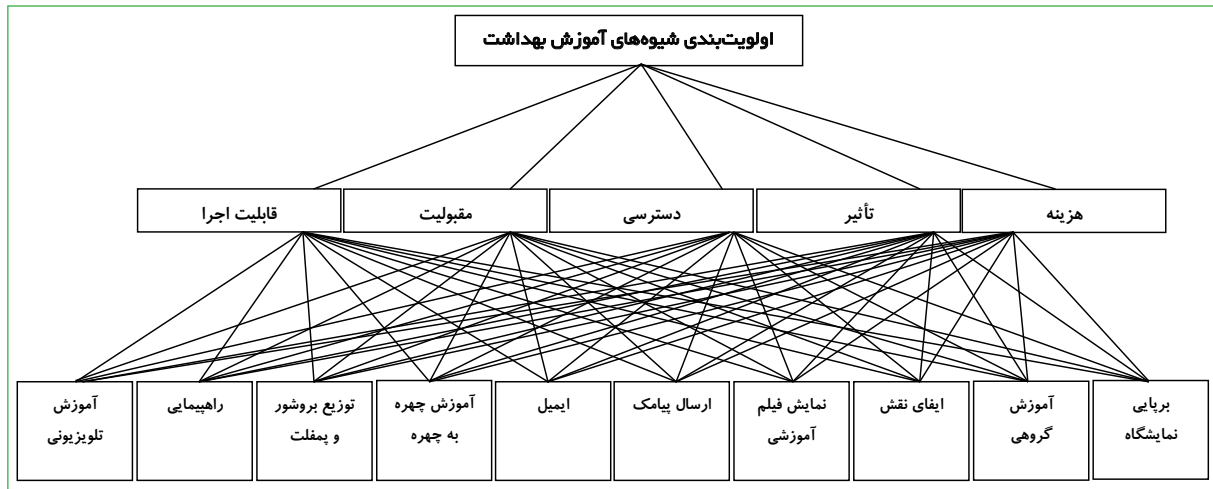 اولویت‌بندی شیوه‌های آموزش بهداشت
هزینه
تأثیر
دسترسی
مقبولیت
قابلیت اجرا
برپایی
نمایشگاه
آموزش
گروهی
ایفای نقش
نمایش فیلم
آموزشی
ارسال پیامک
ایمیل
آموزش چهره
به چهره
توزیع بروشور
و پمفلت
راهپیمایی
آموزش
تلویزیونی